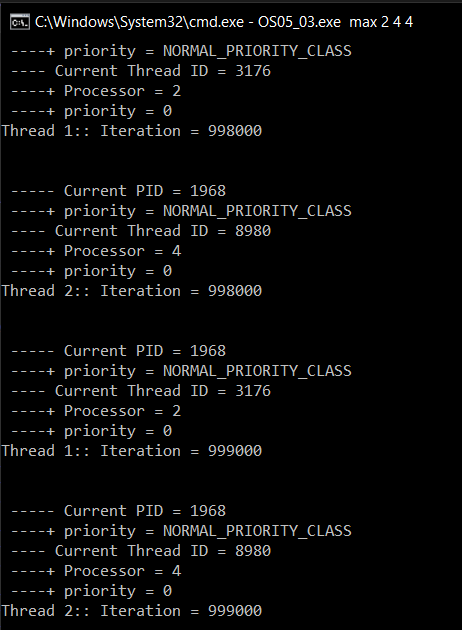 C:\Windows\System32\cmd.exe - OS05_03.exe  max 2 4 4
----+ priority = NORMAL_PRIORITY_CLASS
---- Current Thread ID = 3176
----+ Processor = 2
----+ priority = 0
Thread 1:: Iteration = 998000
----- Current PID = 1968
----+ priority = NORMAL_PRIORITY_CLASS
---- Current Thread ID = 8980
----+ Processor = 4
----+ priority = 0
Thread 2:: Iteration = 998000
----- Current PID = 1968
----+ priority = NORMAL_PRIORITY_CLASS
---- Current Thread ID = 3176
----+ Processor = 2
----+ priority = 0
Thread 1:: Iteration = 999000
----- Current PID = 1968
----+ priority = NORMAL_PRIORITY_CLASS
---- Current Thread ID = 8980
----+ Processor = 4
----+ priority = 0
Thread 2:: Iteration = 999000